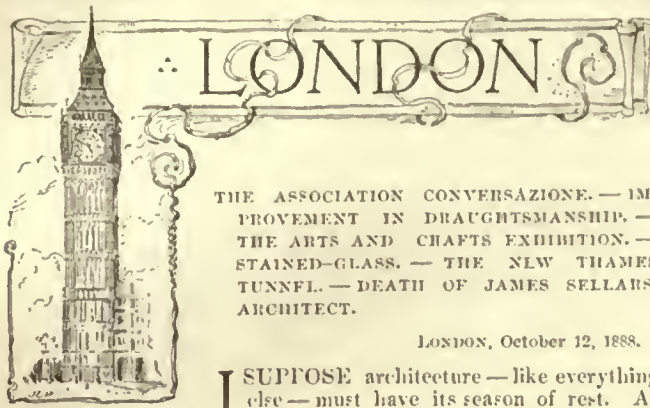 LONDON
THE ASSOCIATION CONVERSAZIONE. — IM
PROVEMENT IN DRAUGHTSMANSHIP. —
THE ARTS AND CRAFTS EXHIBITION. —
STAINED-GLASS. — THE NEW THAMES
TUNNEL. — DEATH OF JAMES SELLARS
ARCHITECT.
LONDON, October 12, 1888.
I SUPPOSE architecture — like everything
else — must have its season of rest. A